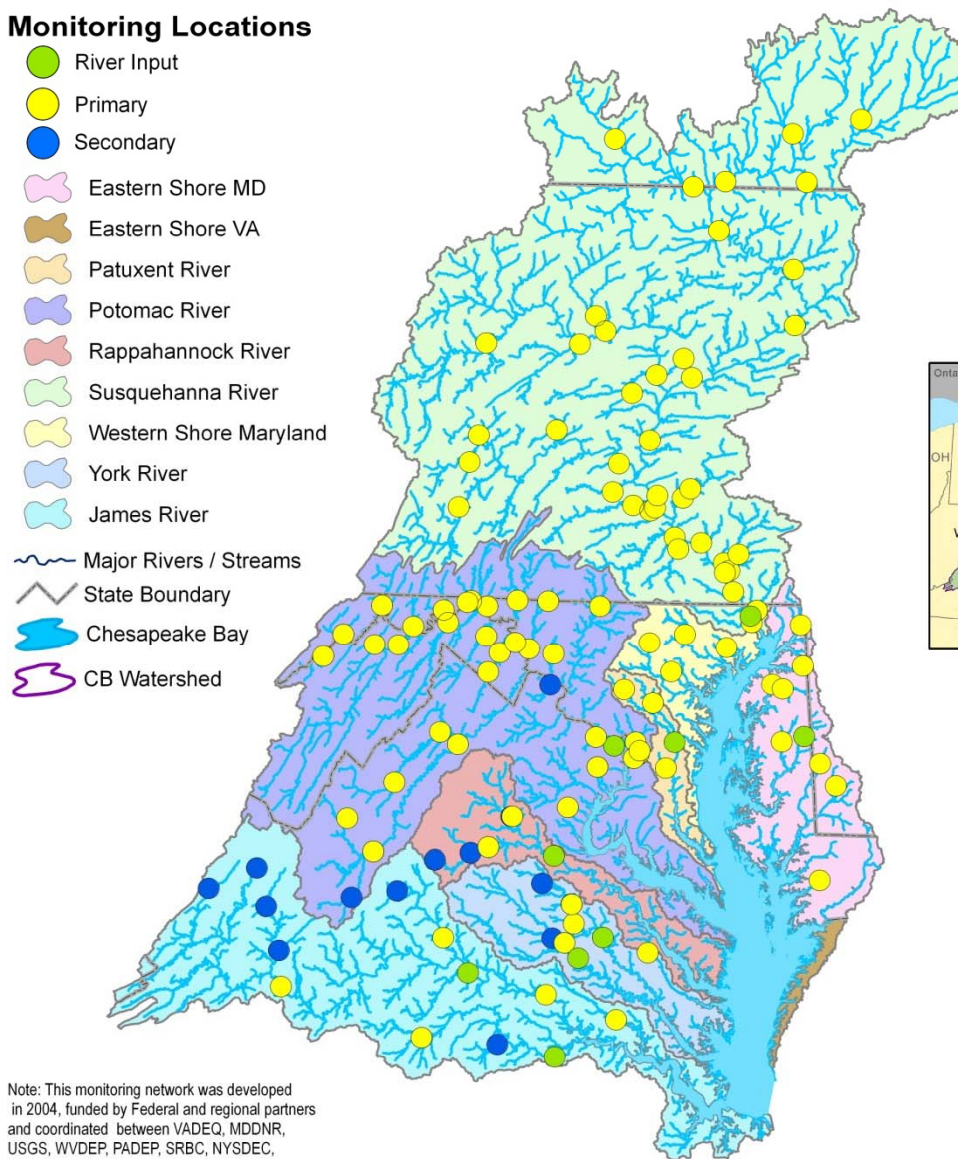 Monitoring Locations
River Input
Primary
Secondary
Eastern Shore MD
Eastern Shore VA
Patuxent River
Potomac River
Rappahannock River
Susquehanna River
Western Shore Maryland
York River
James River
Major Rivers / Streams
State Boundary
Chesapeake Bay
CB Watershed
Onta
OH
Note: This monitoring network was developed
in 2004, funded by Federal and regional partners
and coordinated between VADEQ, MDDNR,
USGS, WVDEP, PADEP, SRBC, NYSDEC,